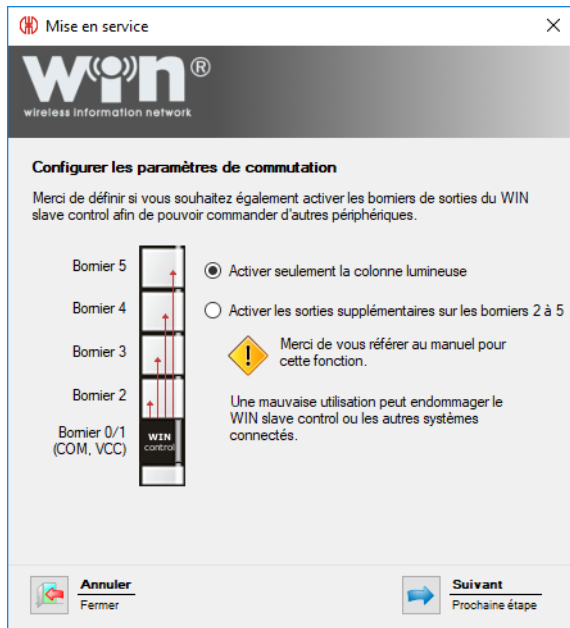 Mise en service
WIN®
wireless information network
Configurer les paramètres de commutation
Merci de définir si vous souhaitez également activer les borniers de sorties du WIN
slave control afin de pouvoir commander d'autres périphériques.
Bornier 5
Activer seulement la colonne lumineuse
Bornier 4
Activer les sorties supplémentaires sur les borniers 2 à 5
Merci de vous référer au manuel pour
cette fonction.
Bornier 3
Bornier 2
Une mauvaise utilisation peut endommager le
WIN slave control ou les autres systèmes
connectés.
Bornier 0/1
(COM, VCC)
WIN
control
Annuler
Fermer
Suivant
Prochaine étape